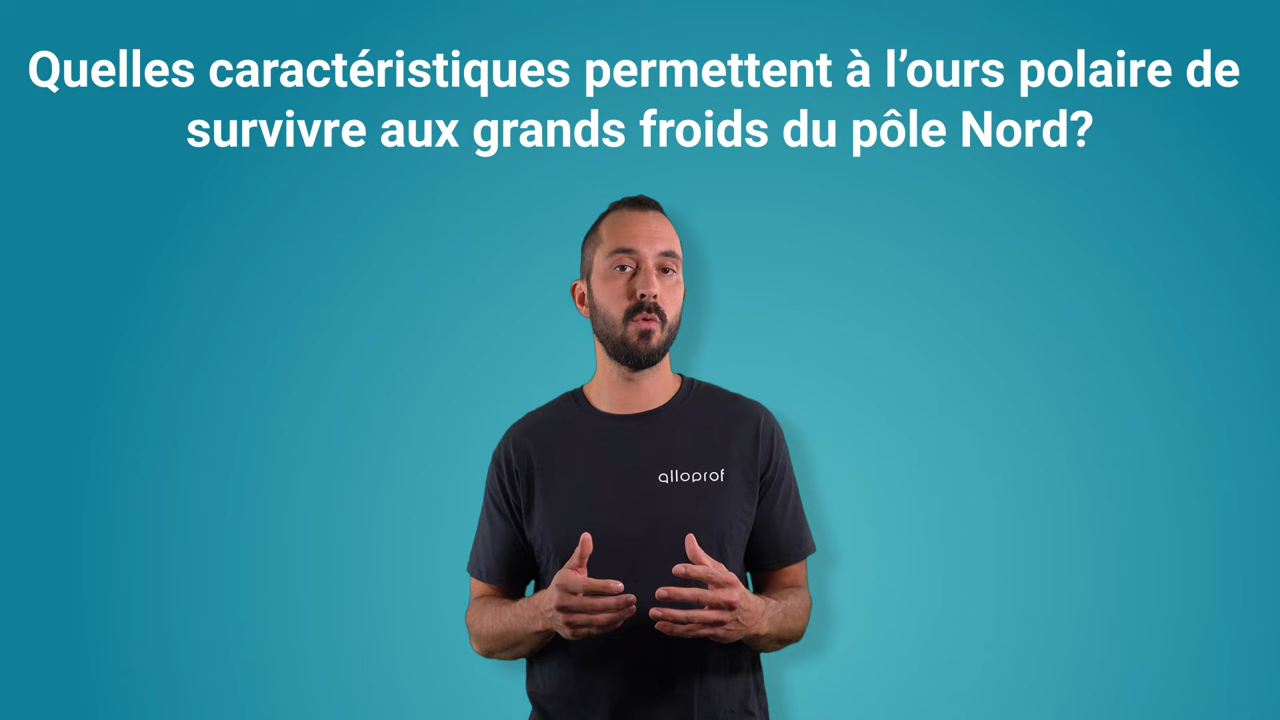 Quelles caractéristiques permettent à l’ours polaire de
survivre aux grands froids du pôle Nord?
alloprof